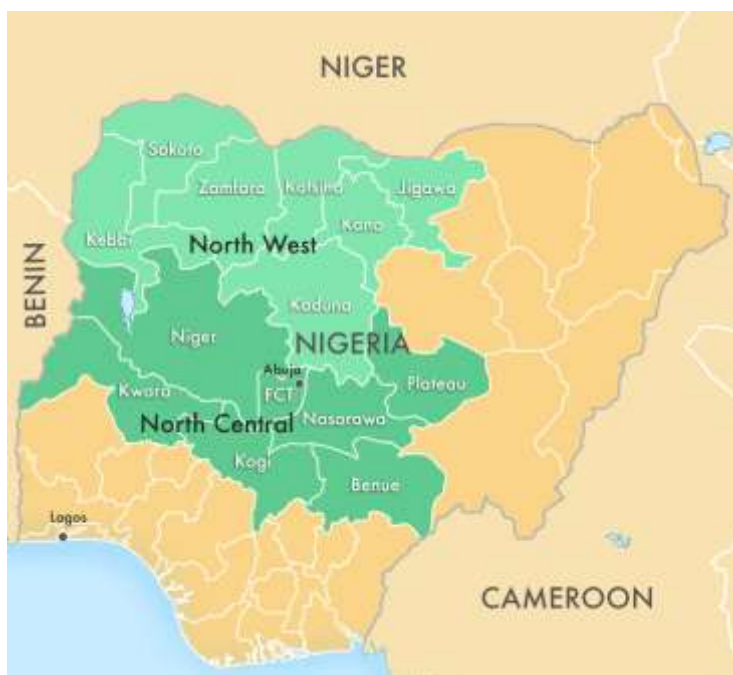 NIGER
Sokoto
Zamfara
Katsina
Jigawa
Kano
Kebbi
North West
BENIN
Kaduna
Niger
NIGERIA
Abuja
FCT
Plateau
Kwara
Nasarawa
North Central
Kogi
Benue
Lagos
CAMEROON